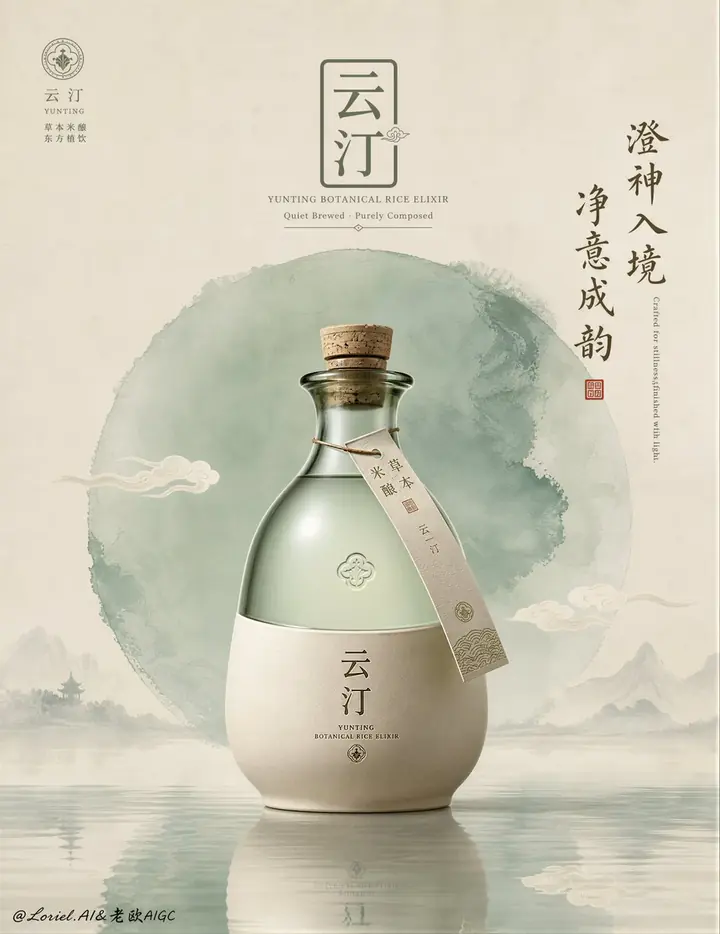 云汀
YUNTING
草本米酿
东方植饮
云汀
YUNTING BOTANICAL RICE ELIXIR
Quiet Brewed · Purely Composed
澄神入境
净意成韵
Crafted for stillness, finished with light.
草本
米酿
云汀
云汀
YUNTING
BOTANICAL RICE ELIXIR
@Loriel.AI&老欧AIGC